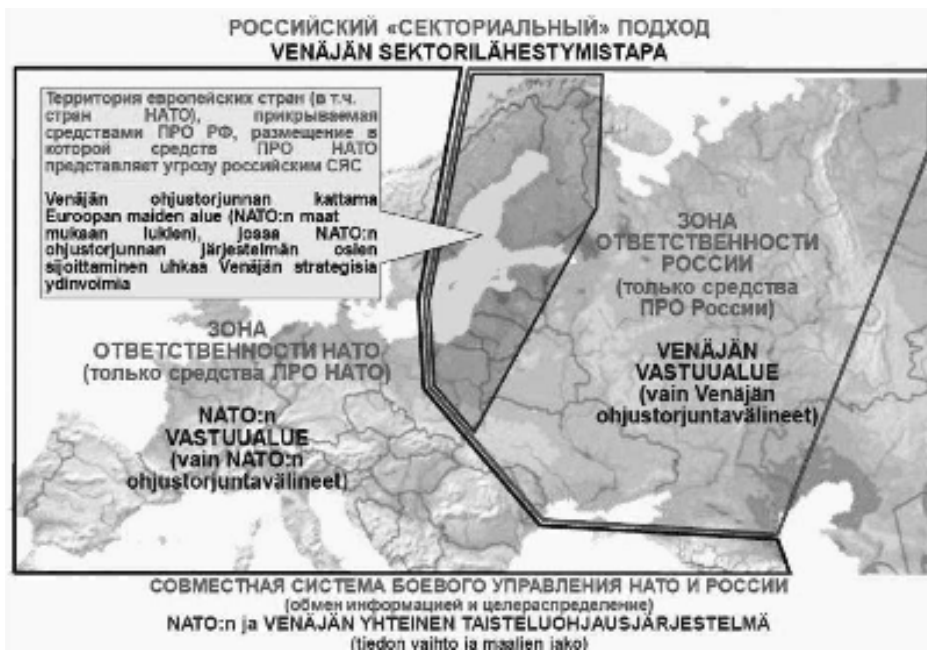 РОССИЙСКИЙ «СЕКТОРИАЛЬНЫЙ» ПОДХОД
VENÄJÄN SEKTORILÄHESTYMISTAPA
Территория европейских стран (в т.ч.
стран НАТО), прикрываемая
средствами ПРО РФ, размещение в
которой средств ПРО НАТО
представляет угрозу российским СЯС
Venäjän ohjustorjunnan kattama
Euroopan maiden alue (NATO:n maat
mukaan lukien), jossa NATO:n
ohjustorjunnan järjestelmän osien
sijoittaminen uhkaa Venäjän strategisia
ydinvoimia
ЗОНА
ОТВЕТСТВЕННОСТИ
РОССИИ
(только средства
ПРО России)
VENÄJÄN
VASTUUALUE
(vain Venäjän
ohjustorjuntavälineet)
ЗОНА
ОТВЕТСТВЕННОСТИ НАТО
(только средства ПРО НАТО)
NATO:n
VASTUUALUE
(vain NATO:n
ohjustorjuntavälineet)
СОВМЕСТНАЯ СИСТЕМА БОЕВОГО УПРАВЛЕНИЯ НАТО И РОССИИ
(обмен информацией и целераспределение)
NATO:n ja VENÄJÄN YHTEINEN TAISTELUOHJAUSJÄRJESTELMÄ
(tiedon vaihto ja maalien jako)